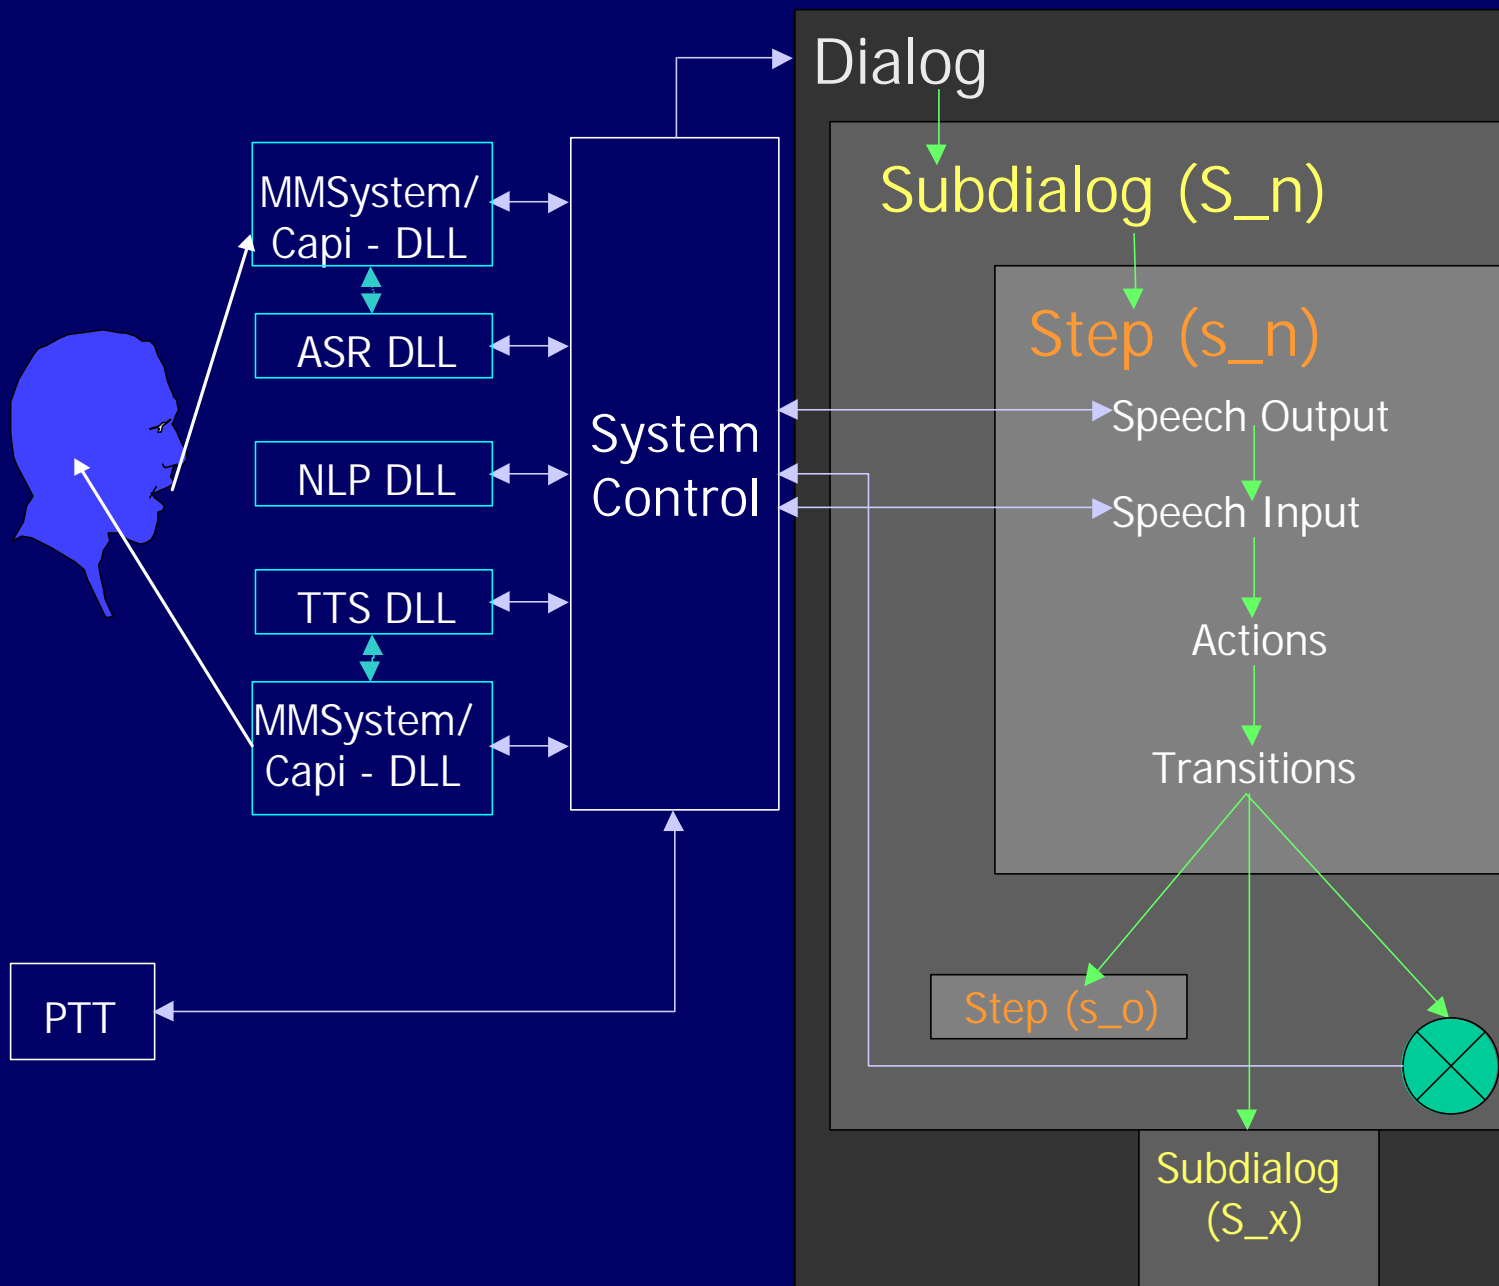 Dialog
Subdialog (S_n)
Step (s_n)
Speech Output
Speech Input
Actions
Transitions
Step (s_o)
Subdialog
(S_x)
MMSystem/
Capi - DLL
ASR DLL
NLP DLL
TTS DLL
MMSystem/
Capi - DLL
System
Control
PTT